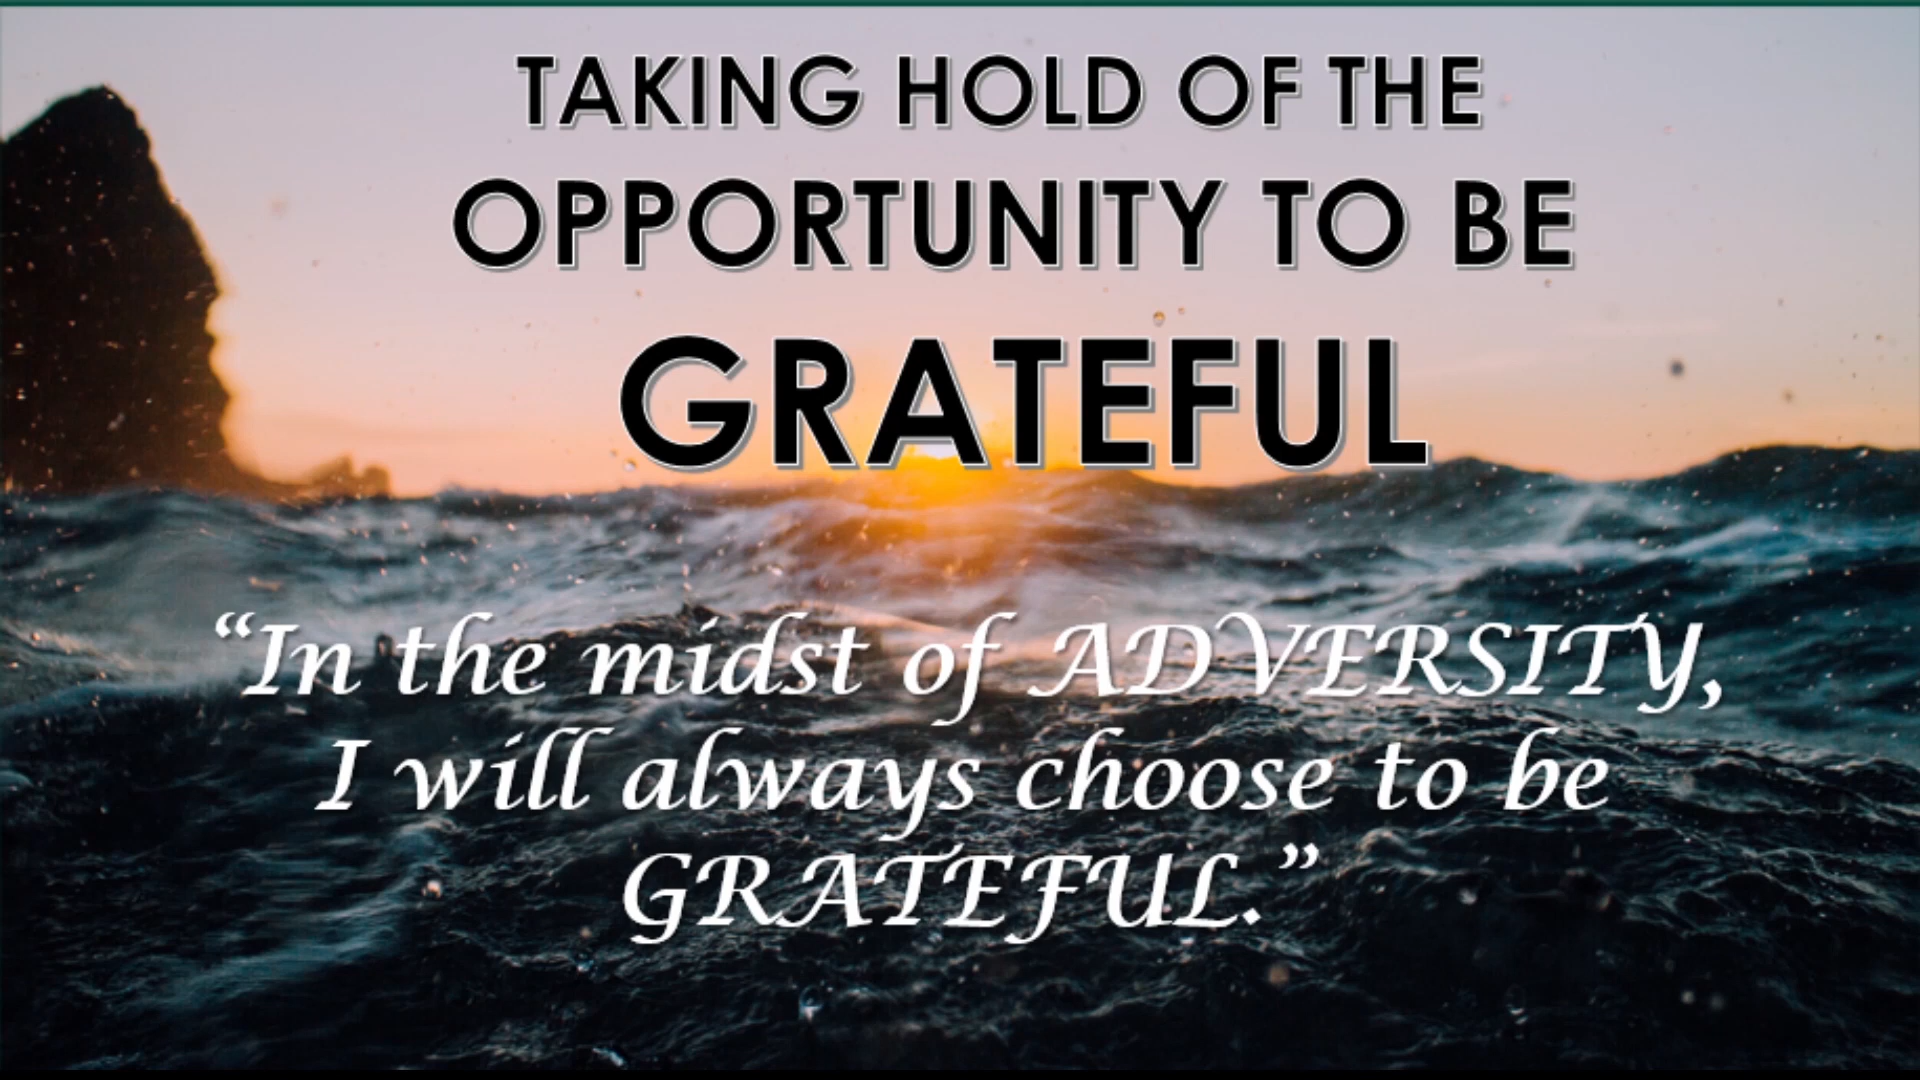 TAKING HOLD OF THE
OPPORTUNITY TO BE
GRATEFUL
“In the midst of ADVERSITY,
I will always choose to be
GRATEFUL.”